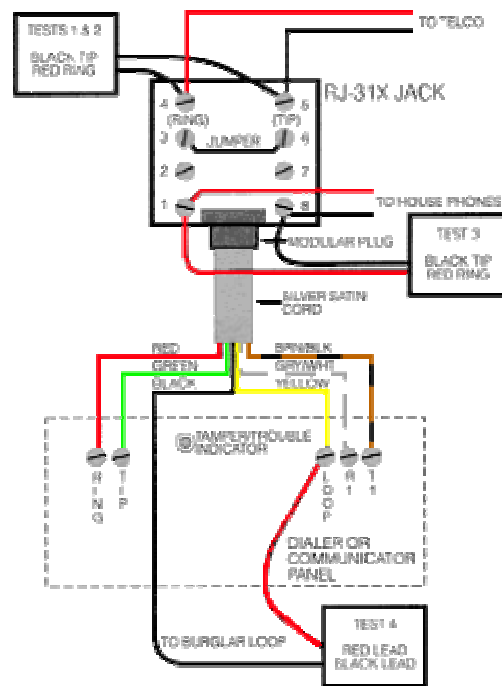 TESTS 1 & 2
BLACK TIP
RED RING
TO TELCO
RJ-31X JACK
4
5
(RING)
(TIP)
3
JUMPER
6
2
7
1
8
TO HOUSE PHONES
TEST 3
BLACK TIP
RED RING
MODULAR PLUG
SILVER SATIN
CORD
RED
BRN/BLK
GREEN
GRY/WHT
BLACK
YELLOW
TAMPER/TROUBLE
INDICATOR
RING
TIP
LOOP
R1
T1
DIALER OR
COMMUNICATOR
PANEL
TO BURGLAR LOOP
TEST 4
RED LEAD
BLACK LEAD